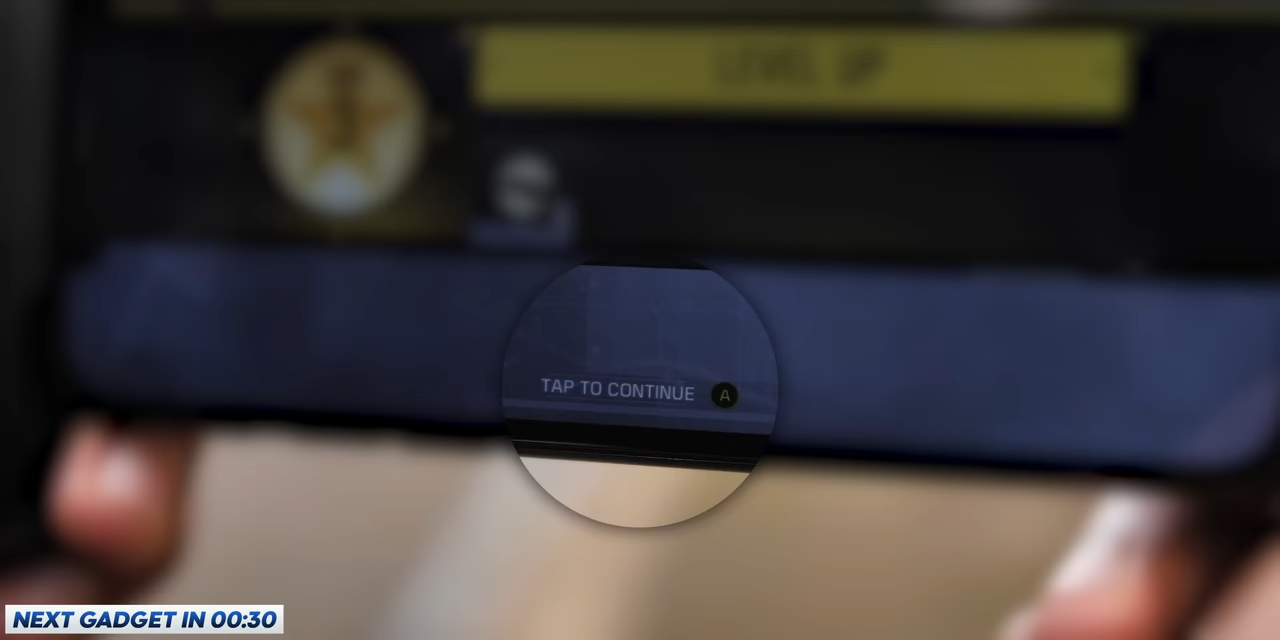 LEVEL UP
TAP TO CONTINUE A
NEXT GADGET IN 00:30